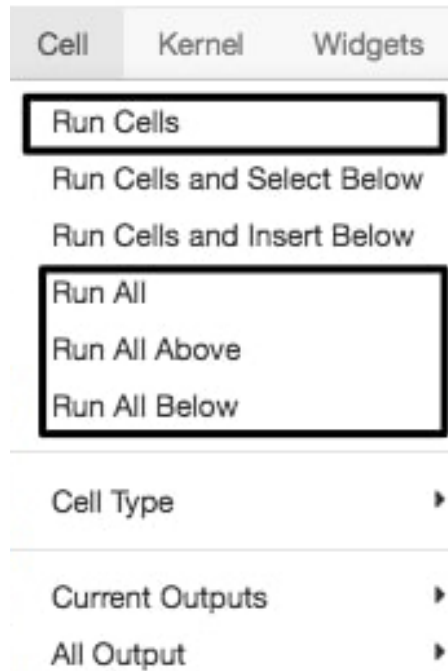 Cell Kernel Widgets
Run Cells
Run Cells and Select Below
Run Cells and Insert Below
Run All
Run All Above
Run All Below
Cell Type
Current Outputs
All Output